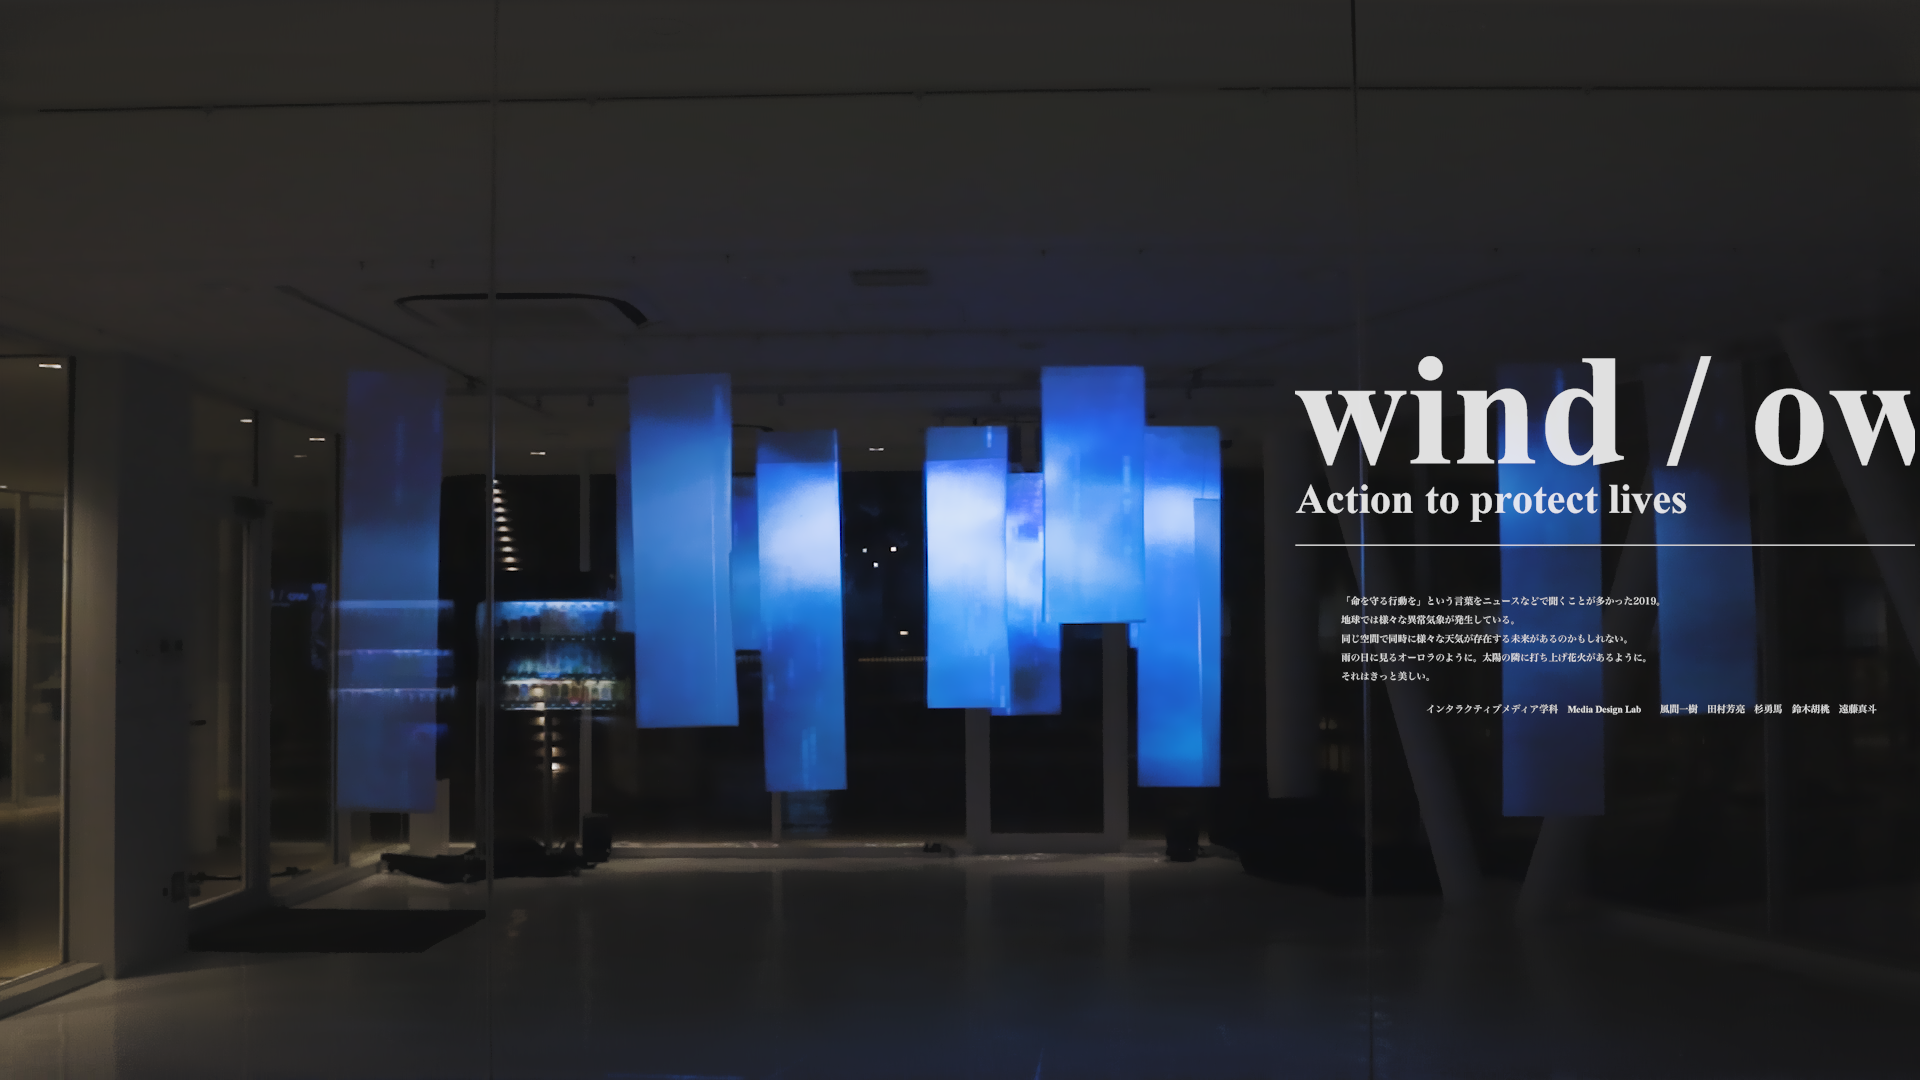 wind / ow
Action to protect lives
「命を守る行動を」という言葉をニュースなどで聞くことが多かった2019。
地球では様々な異常気象が発生している。
同じ空間で同時に様々な天気が存在する未来があるのかもしれない。
雨の日に見るオーロラのように。太陽の隣に打ち上げ花火があるように。
それはきっと美しい。
インタラクティブメディア学科 Media Design Lab 風間一樹 田村芳亮 杉勇馬 鈴木胡桃 遠藤真斗